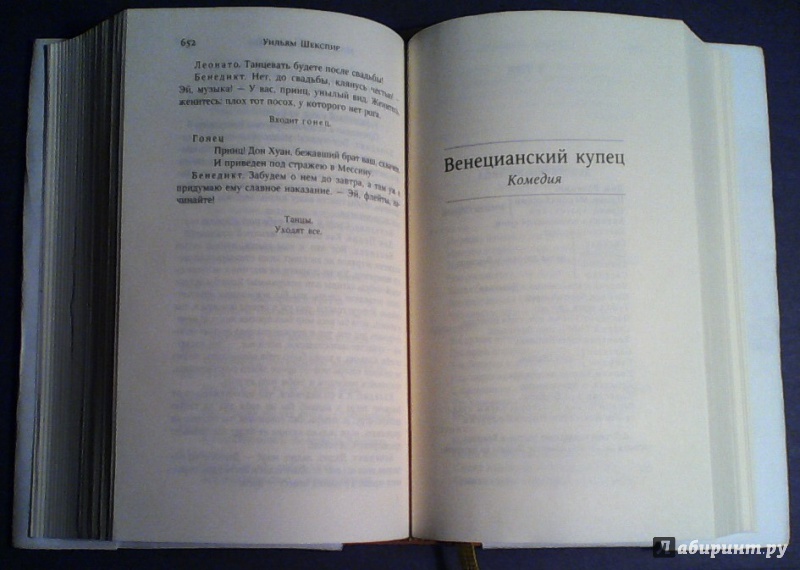 652
Уильям Шекспир
Леонато. Танцевать будете после свадьбы!
Бенедикт. Нет, до свадьбы, клянусь честью! -
Эй, музыка! — У вас, принц, унылый вид. Женитесь,
женитесь: плох тот посох, у которого нет рога.
Входит гонец.
Гонец
Принц! Дон Хуан, бежавший брат ваш, схвачен
И приведен под стражею в Мессину.
Бенедикт. Забудем о нем до завтра, а там уж я
придумаю ему славное наказание. — Эй, флейты, на-
чинайте!
Танцы.
Уходят все.
Венецианский купец
Комедия
Лабиринт.ру